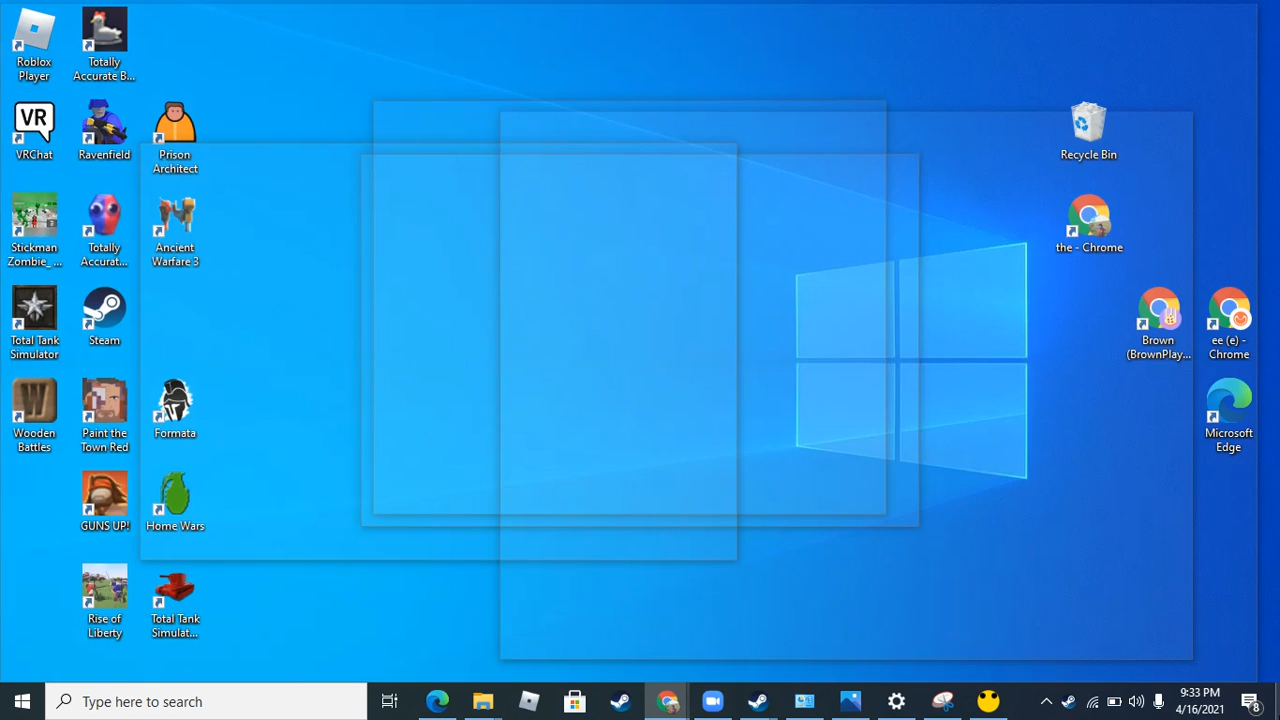 Roblox
Player
Totally
Accurate B...
VR
VRChat
Ravenfield
Prison
Architect
Recycle Bin
Stickman
Zombie_ ...
Totally
Accurat...
Ancient
Warfare 3
the - Chrome
Total Tank
Simulator
Steam
Brown
(BrownPlay...
ee (e) -
Chrome
W
Wooden
Battles
Paint the
Town Red
Formata
Microsoft
Edge
GUNS UP!
Home Wars
Rise of
Liberty
Total Tank
Simulat...
Type here to search
9:33 PM
4/16/2021
8